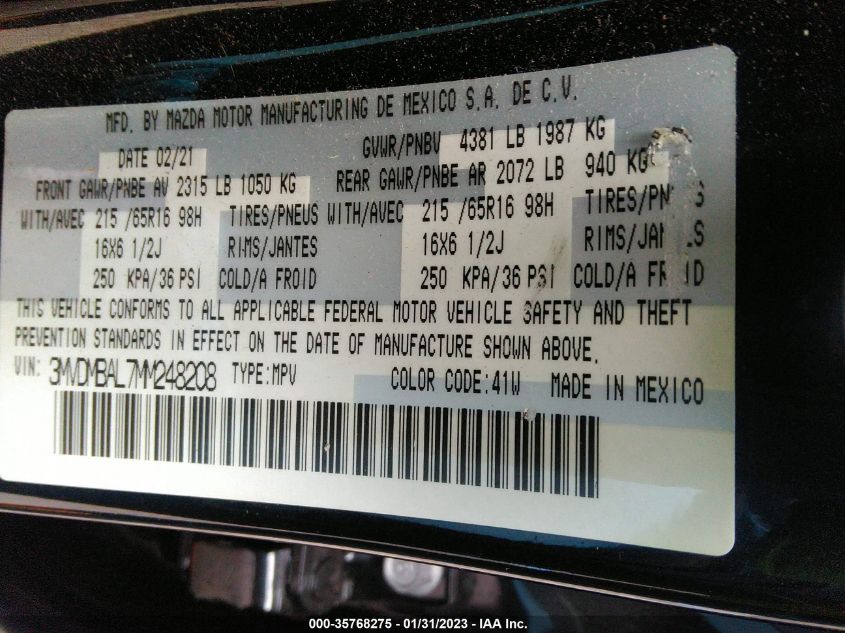 MFD. BY MAZDA MOTOR MANUFACTURING DE MEXICO S.A. DE C.V.
DATE 02/21 GVWR/PNBV 4381 LB 1987 KG
FRONT GAWR/PNBE AV 2315 LB 1050 KG REAR GAWR/PNBE AR 2072 LB 940 KG
WITH/AVEC 215 /65R16 98H TIRES/PNEUS WITH/AVEC 215 /65R16 98H TIRES/PNEUS
16X6 1/2J RIMS/JANTES 16X6 1/2J RIMS/JANTES
250 KPA/36 PSI COLD/A FROID 250 KPA/36 PSI COLD/A FROID
THIS VEHICLE CONFORMS TO ALL APPLICABLE FEDERAL MOTOR VEHICLE SAFETY AND THEFT
PREVENTION STANDARDS IN EFFECT ON THE DATE OF MANUFACTURE SHOWN ABOVE.
VIN: 3MVDMBAL7MM248208 TYPE:MPV COLOR CODE:41W MADE IN MEXICO
000-35768275 - 01/31/2023 - © IAA Inc.